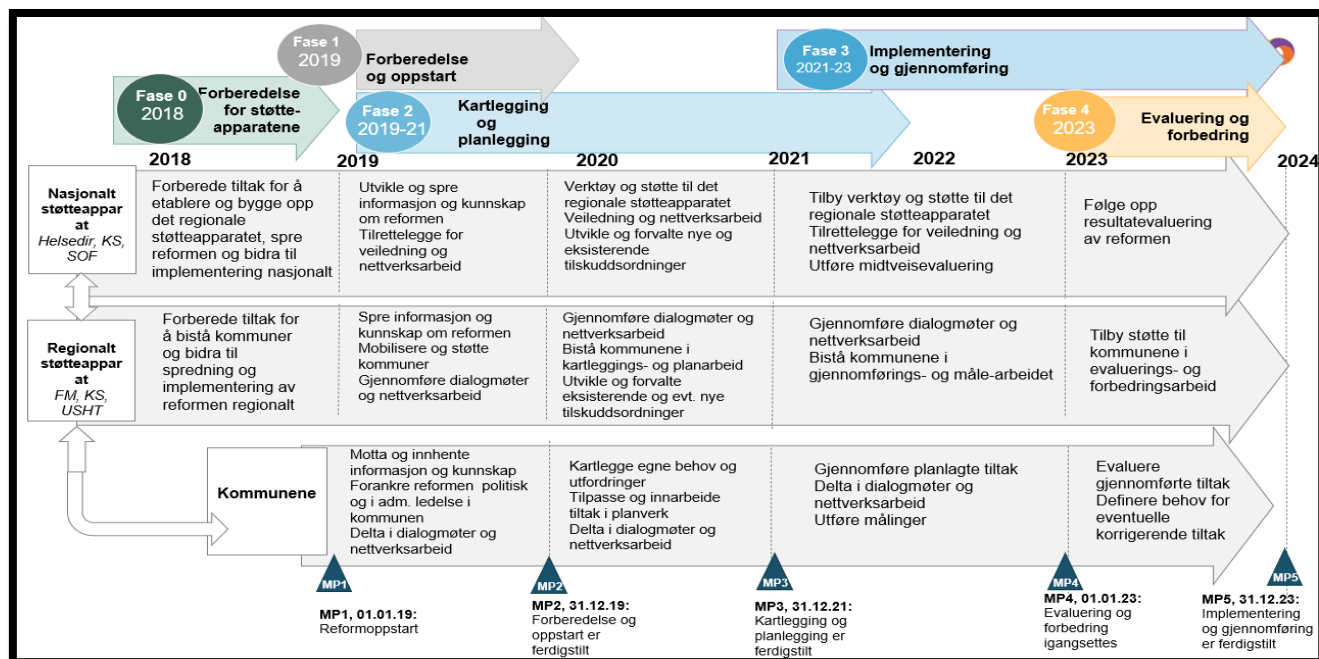 Fase 0
2018
Forberedelse
for støtte-
apparatene
Fase 1
2019
Forberedelse
og oppstart
Fase 2
2019-21
Kartlegging
og
planlegging
Fase 3
2021-23
Implementering
og gjennomføring
Fase 4
2023
Evaluering og
forbedring
2018
2019
2020
2021
2022
2023
2024
Nasjonalt
støtteappar
at
Helsedir, KS,
SOF
Forberede tiltak for å
etablere og bygge opp
det regionale
støtteapparatet, spre
reformen og bidra til
implementering nasjonalt
Utvikle og spre
informasjon og kunnskap
om reformen
Tilrettelegge for
veiledning og
nettverksarbeid
Verktøy og støtte til det
regionale støtteapparatet
Veiledning og nettverksarbeid
Utvikle og forvalte nye og
eksisterende
tilskuddsordninger
Tilby verktøy og støtte til det
regionale støtteapparatet
Tilrettelegge for veiledning og
nettverksarbeid
Utføre midtveisevaluering
Følge opp
resultatevaluering
av reformen
Regionalt
støtteappar
at
FM, KS,
USHT
Forberede tiltak for
å bistå kommuner
og bidra til
spredning og
implementering av
reformen regionalt
Spre informasjon og
kunnskap om reformen
Mobilisere og støtte
kommuner
Gjennomføre dialogmøter
og nettverksarbeid
Gjennomføre dialogmøter og
nettverksarbeid
Bistå kommunene i
kartleggings- og planarbeid
Utvikle og forvalte
eksisterende og evt. nye
tilskuddsordninger
Gjennomføre dialogmøter og
nettverksarbeid
Bistå kommunene i
gjennomførings- og måle-arbeidet
Tilby støtte til
kommunene i
evaluerings- og
forbedringsarbeid
Kommunene
Motta og innhente
informasjon og kunnskap
Forankre reformen politisk
og i adm. ledelse i
kommunen
Delta i dialogmøter og
nettverksarbeid
Kartlegge egne behov og
utfordringer
Tilpasse og innarbeide
tiltak i planverk
Delta i dialogmøter og
nettverksarbeid
Gjennomføre planlagte tiltak
Delta i dialogmøter og
nettverksarbeid
Utføre målinger
Evaluere
gjennomførte tiltak
Definere behov for
eventuelle
korrigerende tiltak
MP1
MP2
MP3
MP4
MP5
MP1, 01.01.19:
Reformoppstart
MP2, 31.12.19:
Forberedelse og
oppstart er
ferdigstilt
MP3, 31.12.21:
Kartlegging og
planlegging er
ferdigstilt
MP4, 01.01.23:
Evaluering og
forbedring
igangsettes
MP5, 31.12.23:
Implementering
og gjennomføring
er ferdigstilt